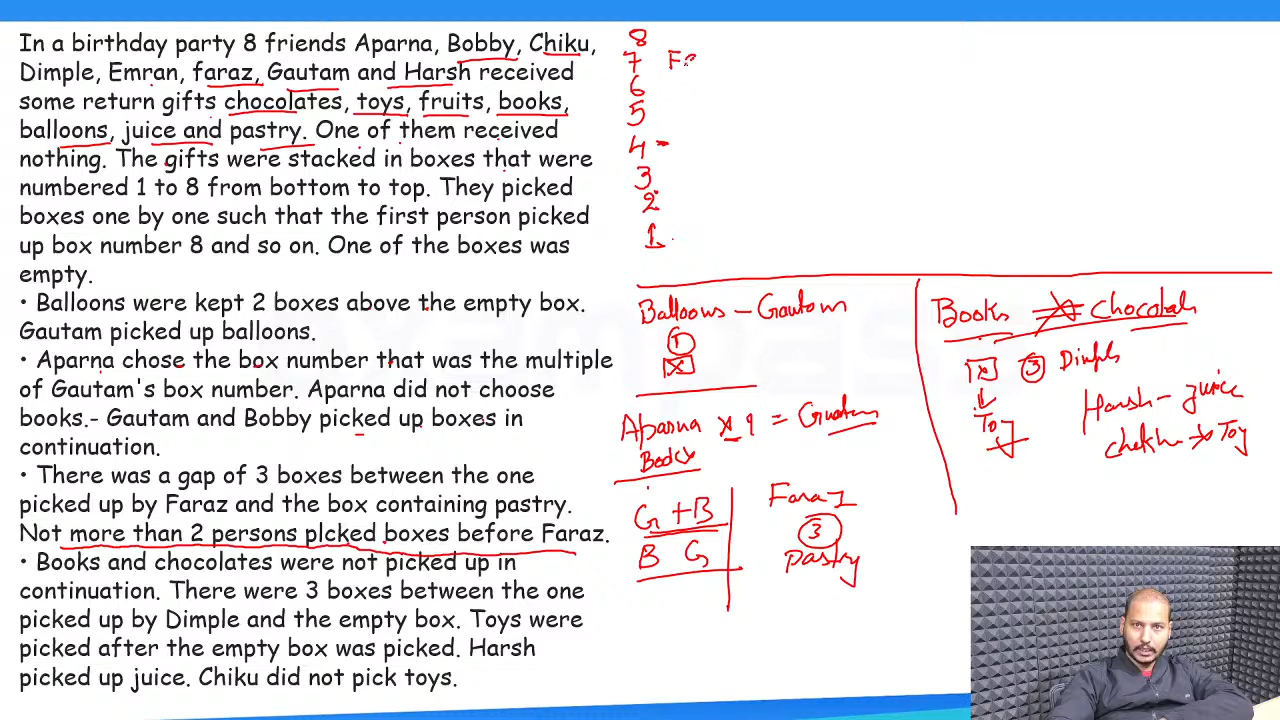 In a birthday party 8 friends Aparna, Bobby, Chiku,
Dimple, Emran, faraz, Gautam and Harsh received
some return gifts chocolates, toys, fruits, books,
balloons, juice and pastry. One of them received
nothing. The gifts were stacked in boxes that were
numbered 1 to 8 from bottom to top. They picked
boxes one by one such that the first person picked
up box number 8 and so on. One of the boxes was
empty.
• Balloons were kept 2 boxes above the empty box.
Gautam picked up balloons.
• Aparna chose the box number that was the multiple
of Gautam's box number. Aparna did not choose
books.- Gautam and Bobby picked up boxes in
continuation.
• There was a gap of 3 boxes between the one
picked up by Faraz and the box containing pastry.
Not more than 2 persons picked boxes before Faraz.
• Books and chocolates were not picked up in
continuation. There were 3 boxes between the one
picked up by Dimple and the empty box. Toys were
picked after the empty box was picked. Harsh
picked up juice. Chiku did not pick toys.
8
7 Fa
6
5
4
3
2
1
Balloons - Gautam
1
X
Aparna x 9 = Gautam
G + B
B G
Faraz
3
Pastry
Books Chocolate
x 3 Dimple
Toy
Harsh - Juice
Toy